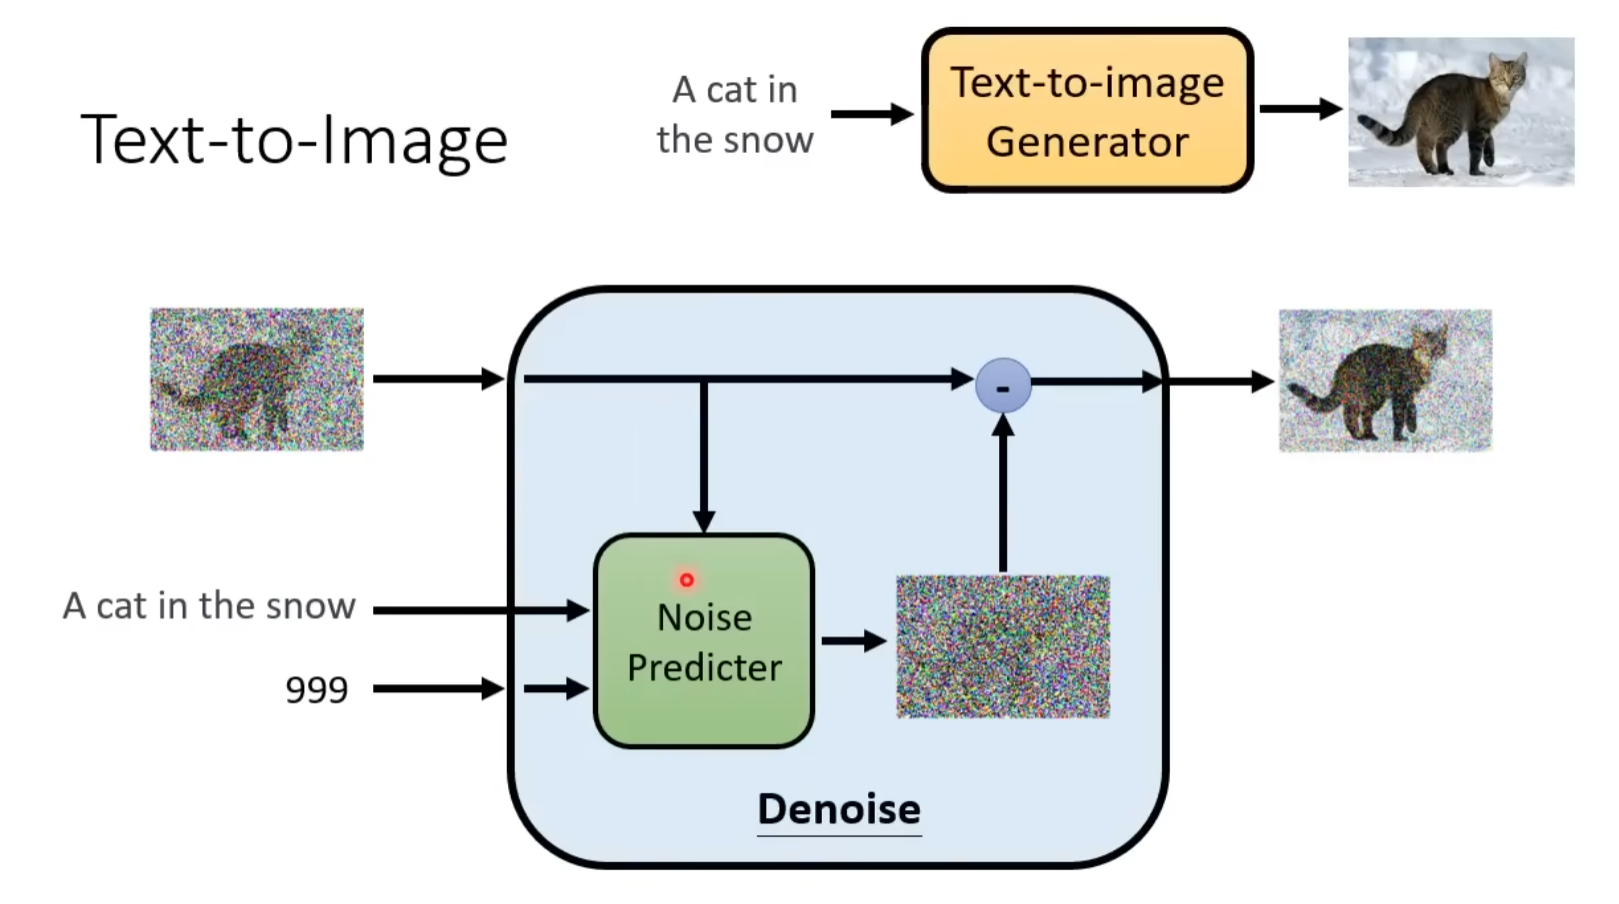 Text-to-Image
A cat in
the snow
Text-to-image
Generator
-
A cat in the snow
999
Noise
Predicter
Denoise